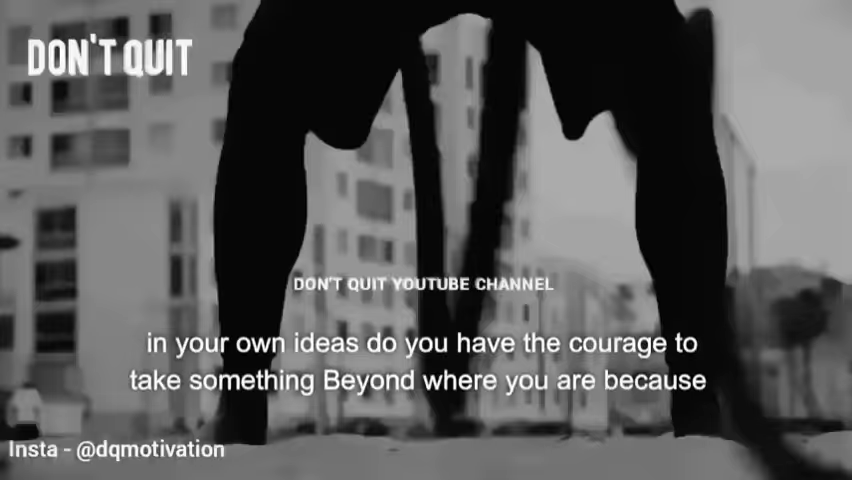 DON'T QUIT
DON'T QUIT YOUTUBE CHANNEL
in your own ideas do you have the courage to
take something Beyond where you are because
Insta - @dqmotivation